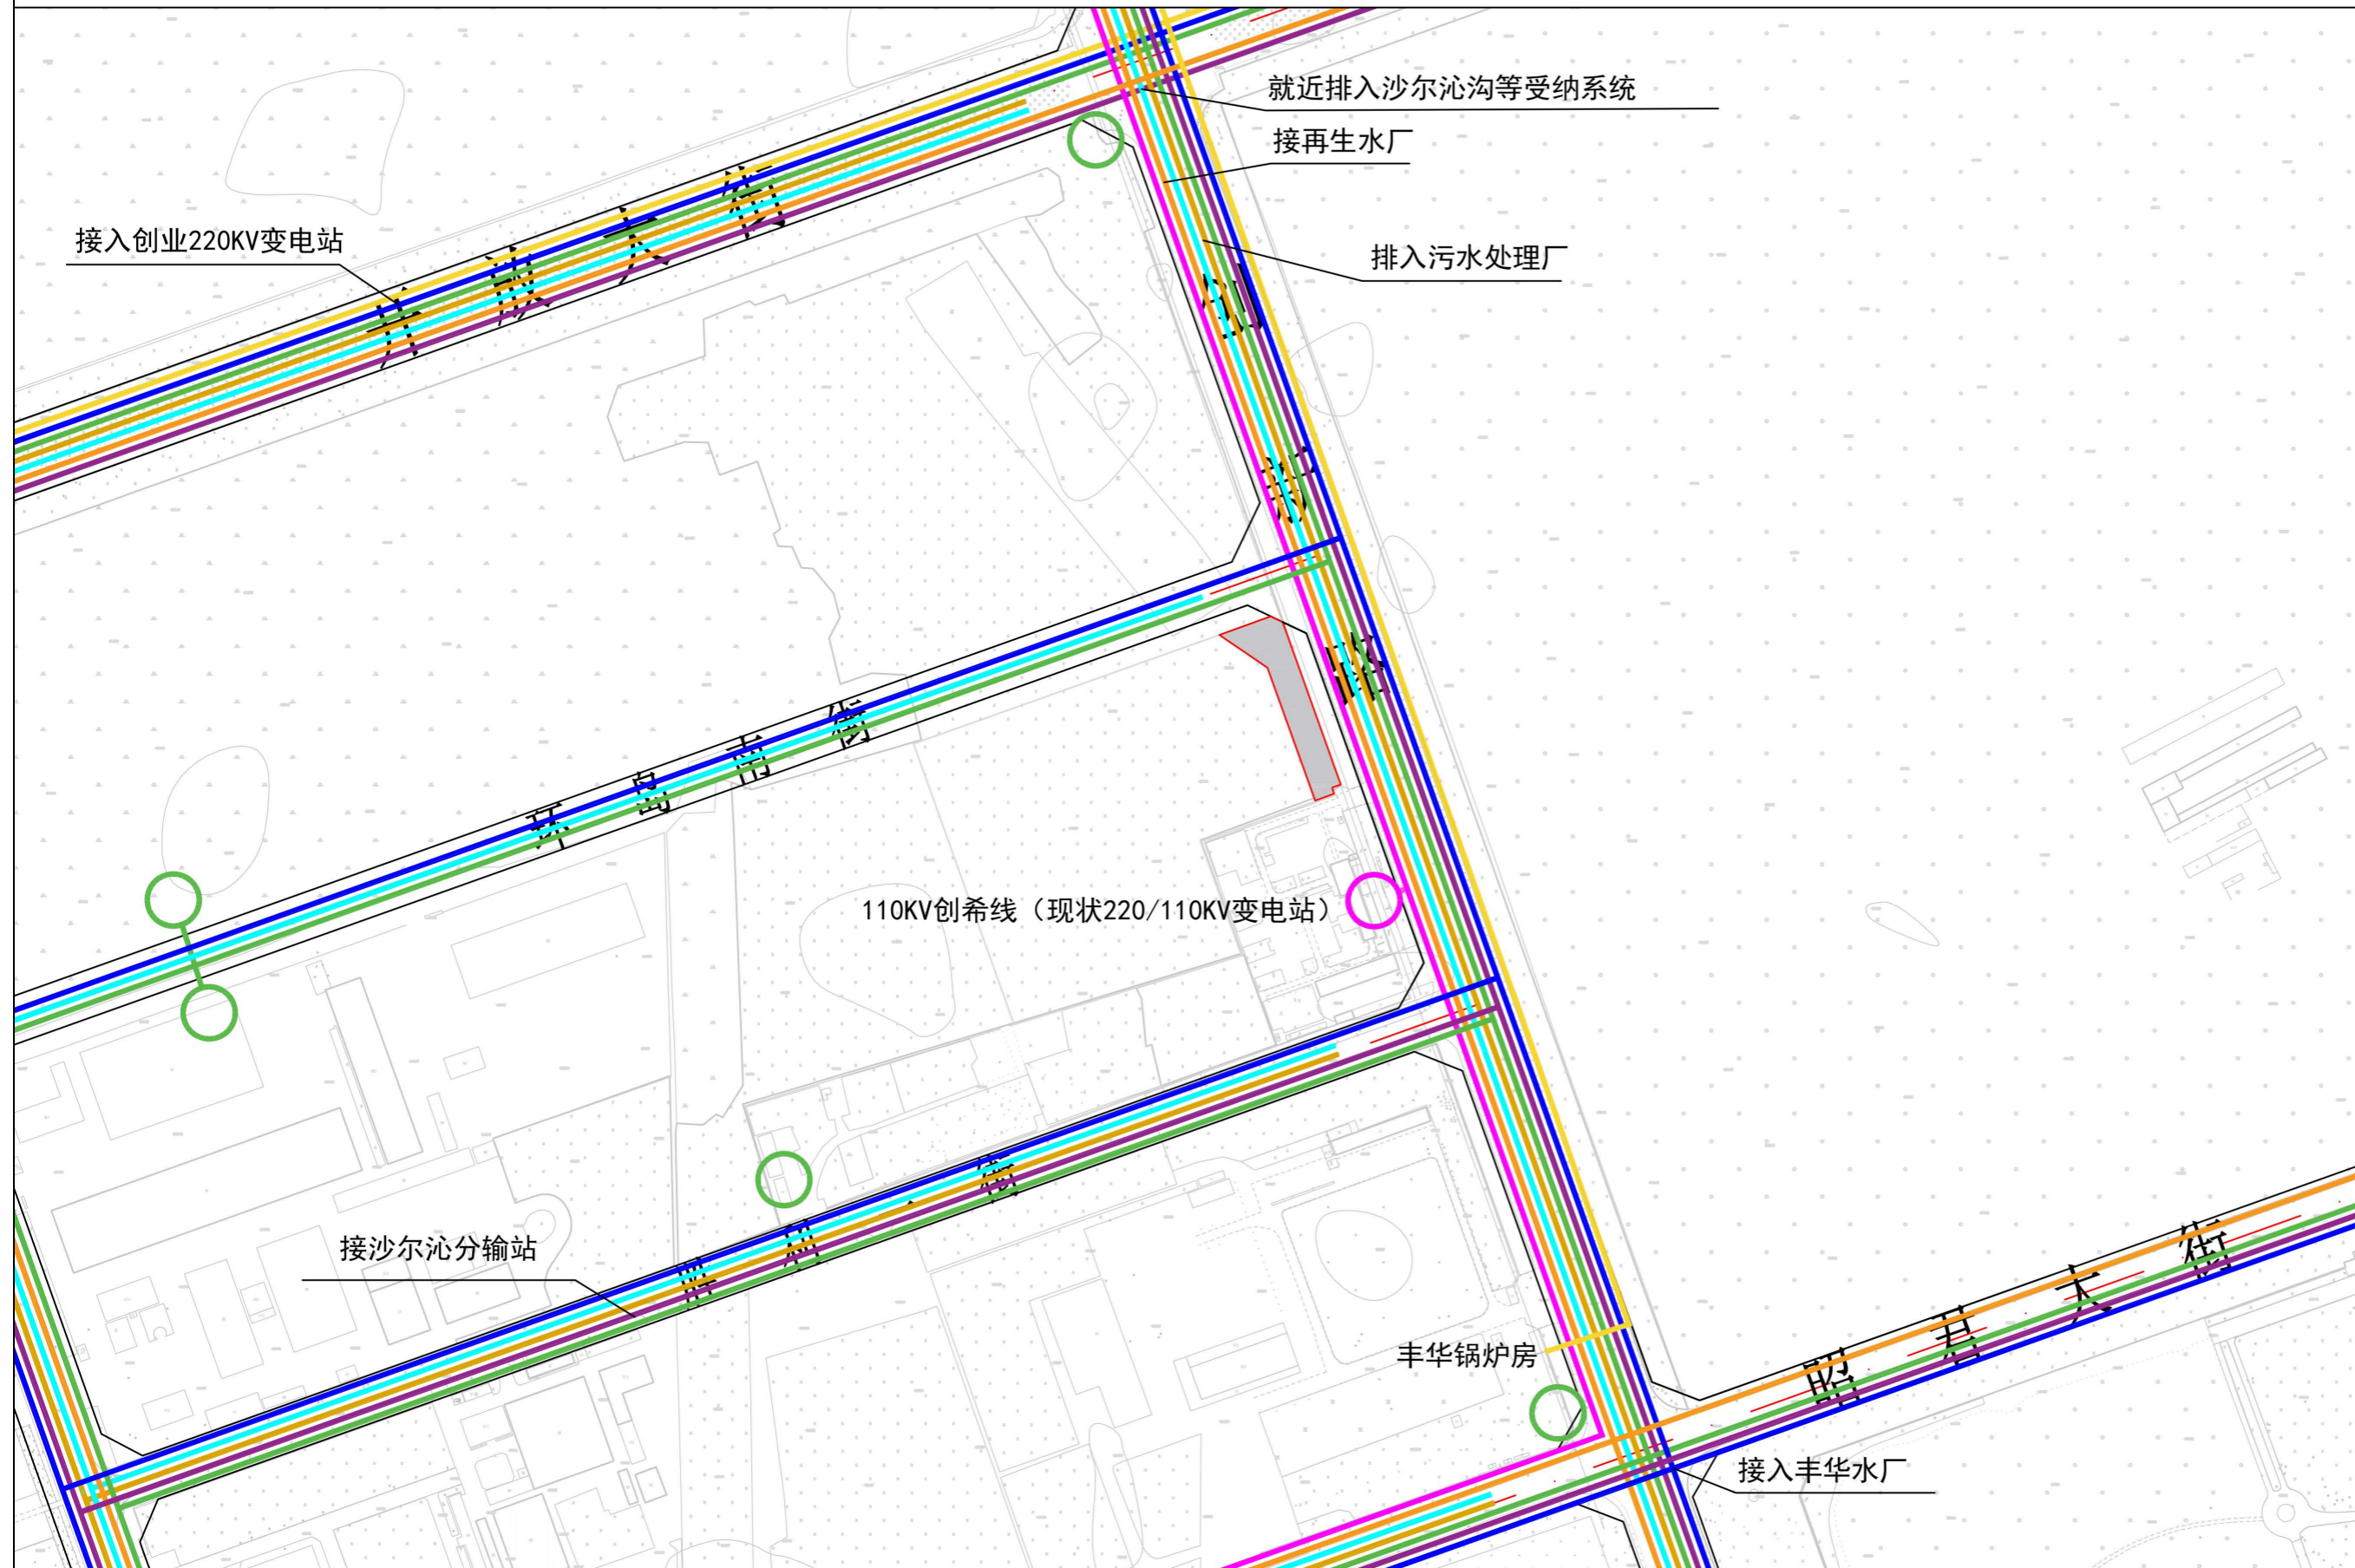 就近排入沙尔沁沟等受纳系统
接再生水厂
接入创业220KV变电站
排入污水处理厂
110KV创希线（现状220/110KV变电站）
接沙尔沁分输站
丰华锅炉房
昭君大街
接入丰华水厂